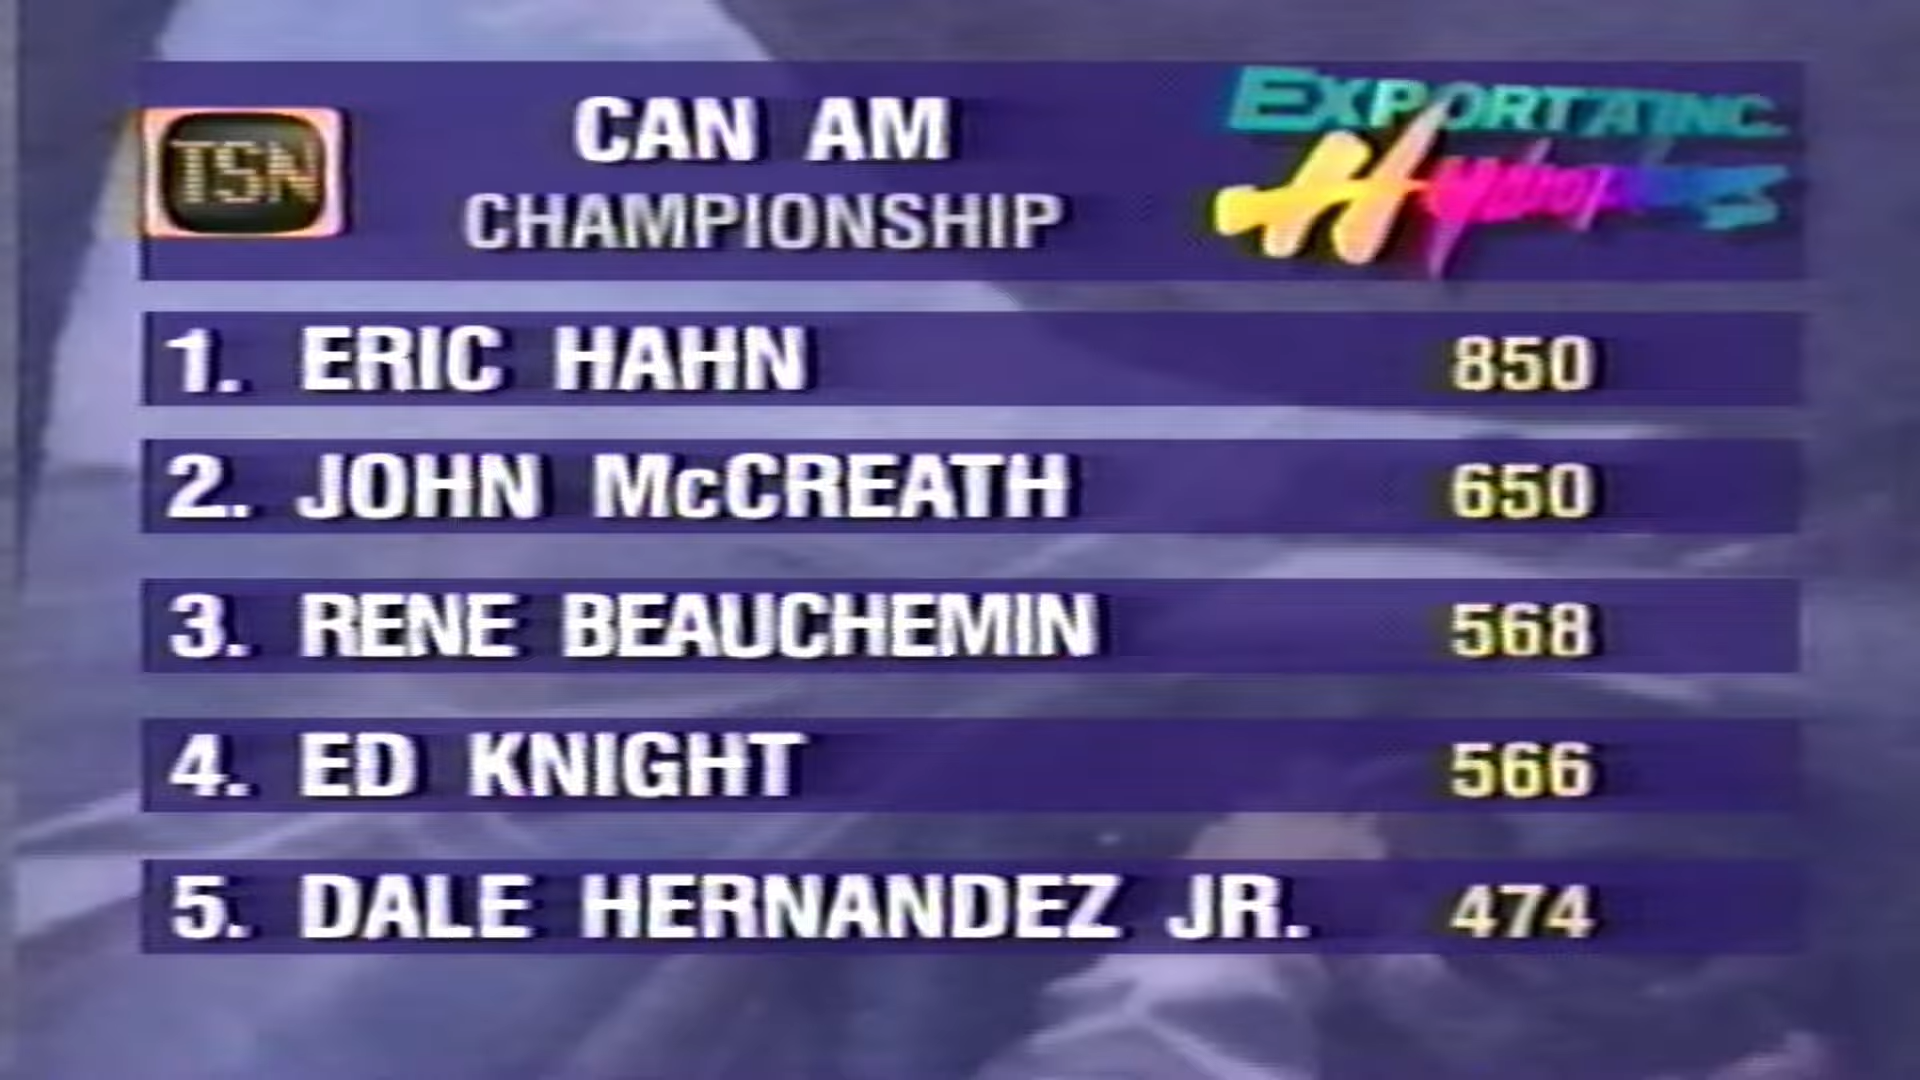 TSN
CAN AM
CHAMPIONSHIP
EXPORT 'A' INC.
Hydroplanes
1. ERIC HAHN 850
2. JOHN McCREATH 650
3. RENE BEAUCHEMIN 568
4. ED KNIGHT 566
5. DALE HERNANDEZ JR. 474